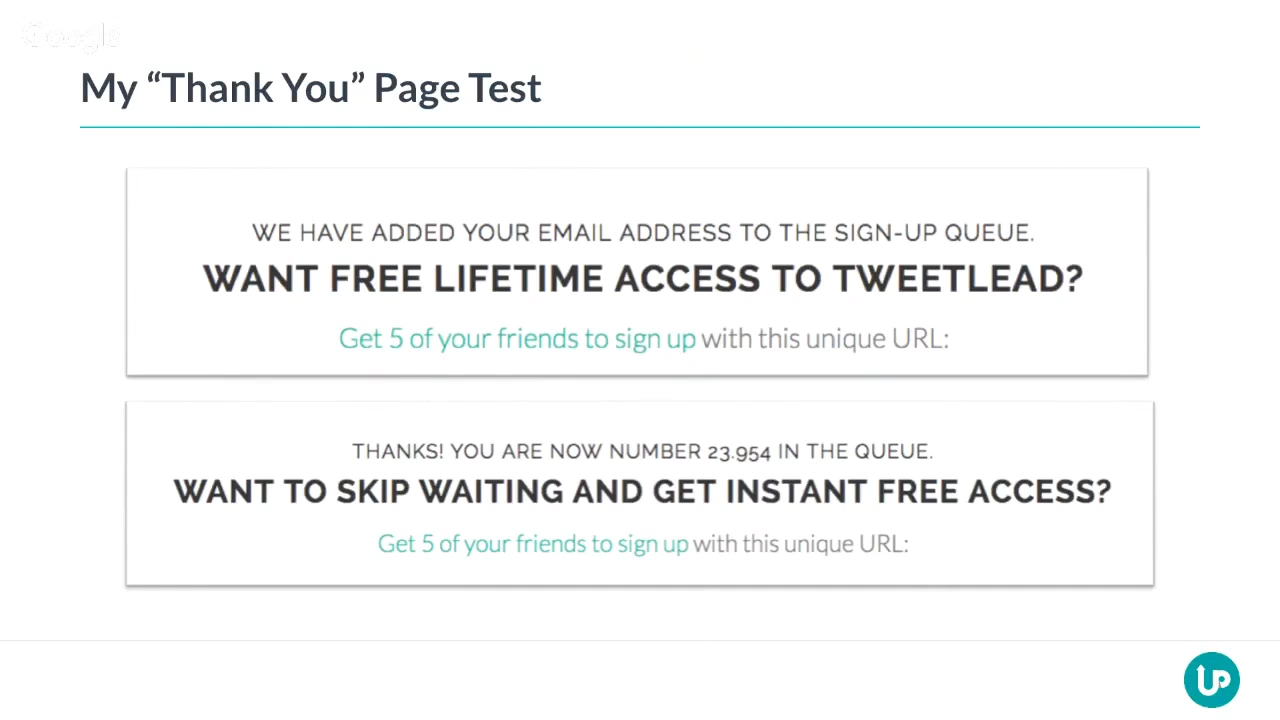 Google
My “Thank You” Page Test
WE HAVE ADDED YOUR EMAIL ADDRESS TO THE SIGN-UP QUEUE.
WANT FREE LIFETIME ACCESS TO TWEETLEAD?
Get 5 of your friends to sign up with this unique URL:
THANKS! YOU ARE NOW NUMBER 23.954 IN THE QUEUE.
WANT TO SKIP WAITING AND GET INSTANT FREE ACCESS?
Get 5 of your friends to sign up with this unique URL:
UP